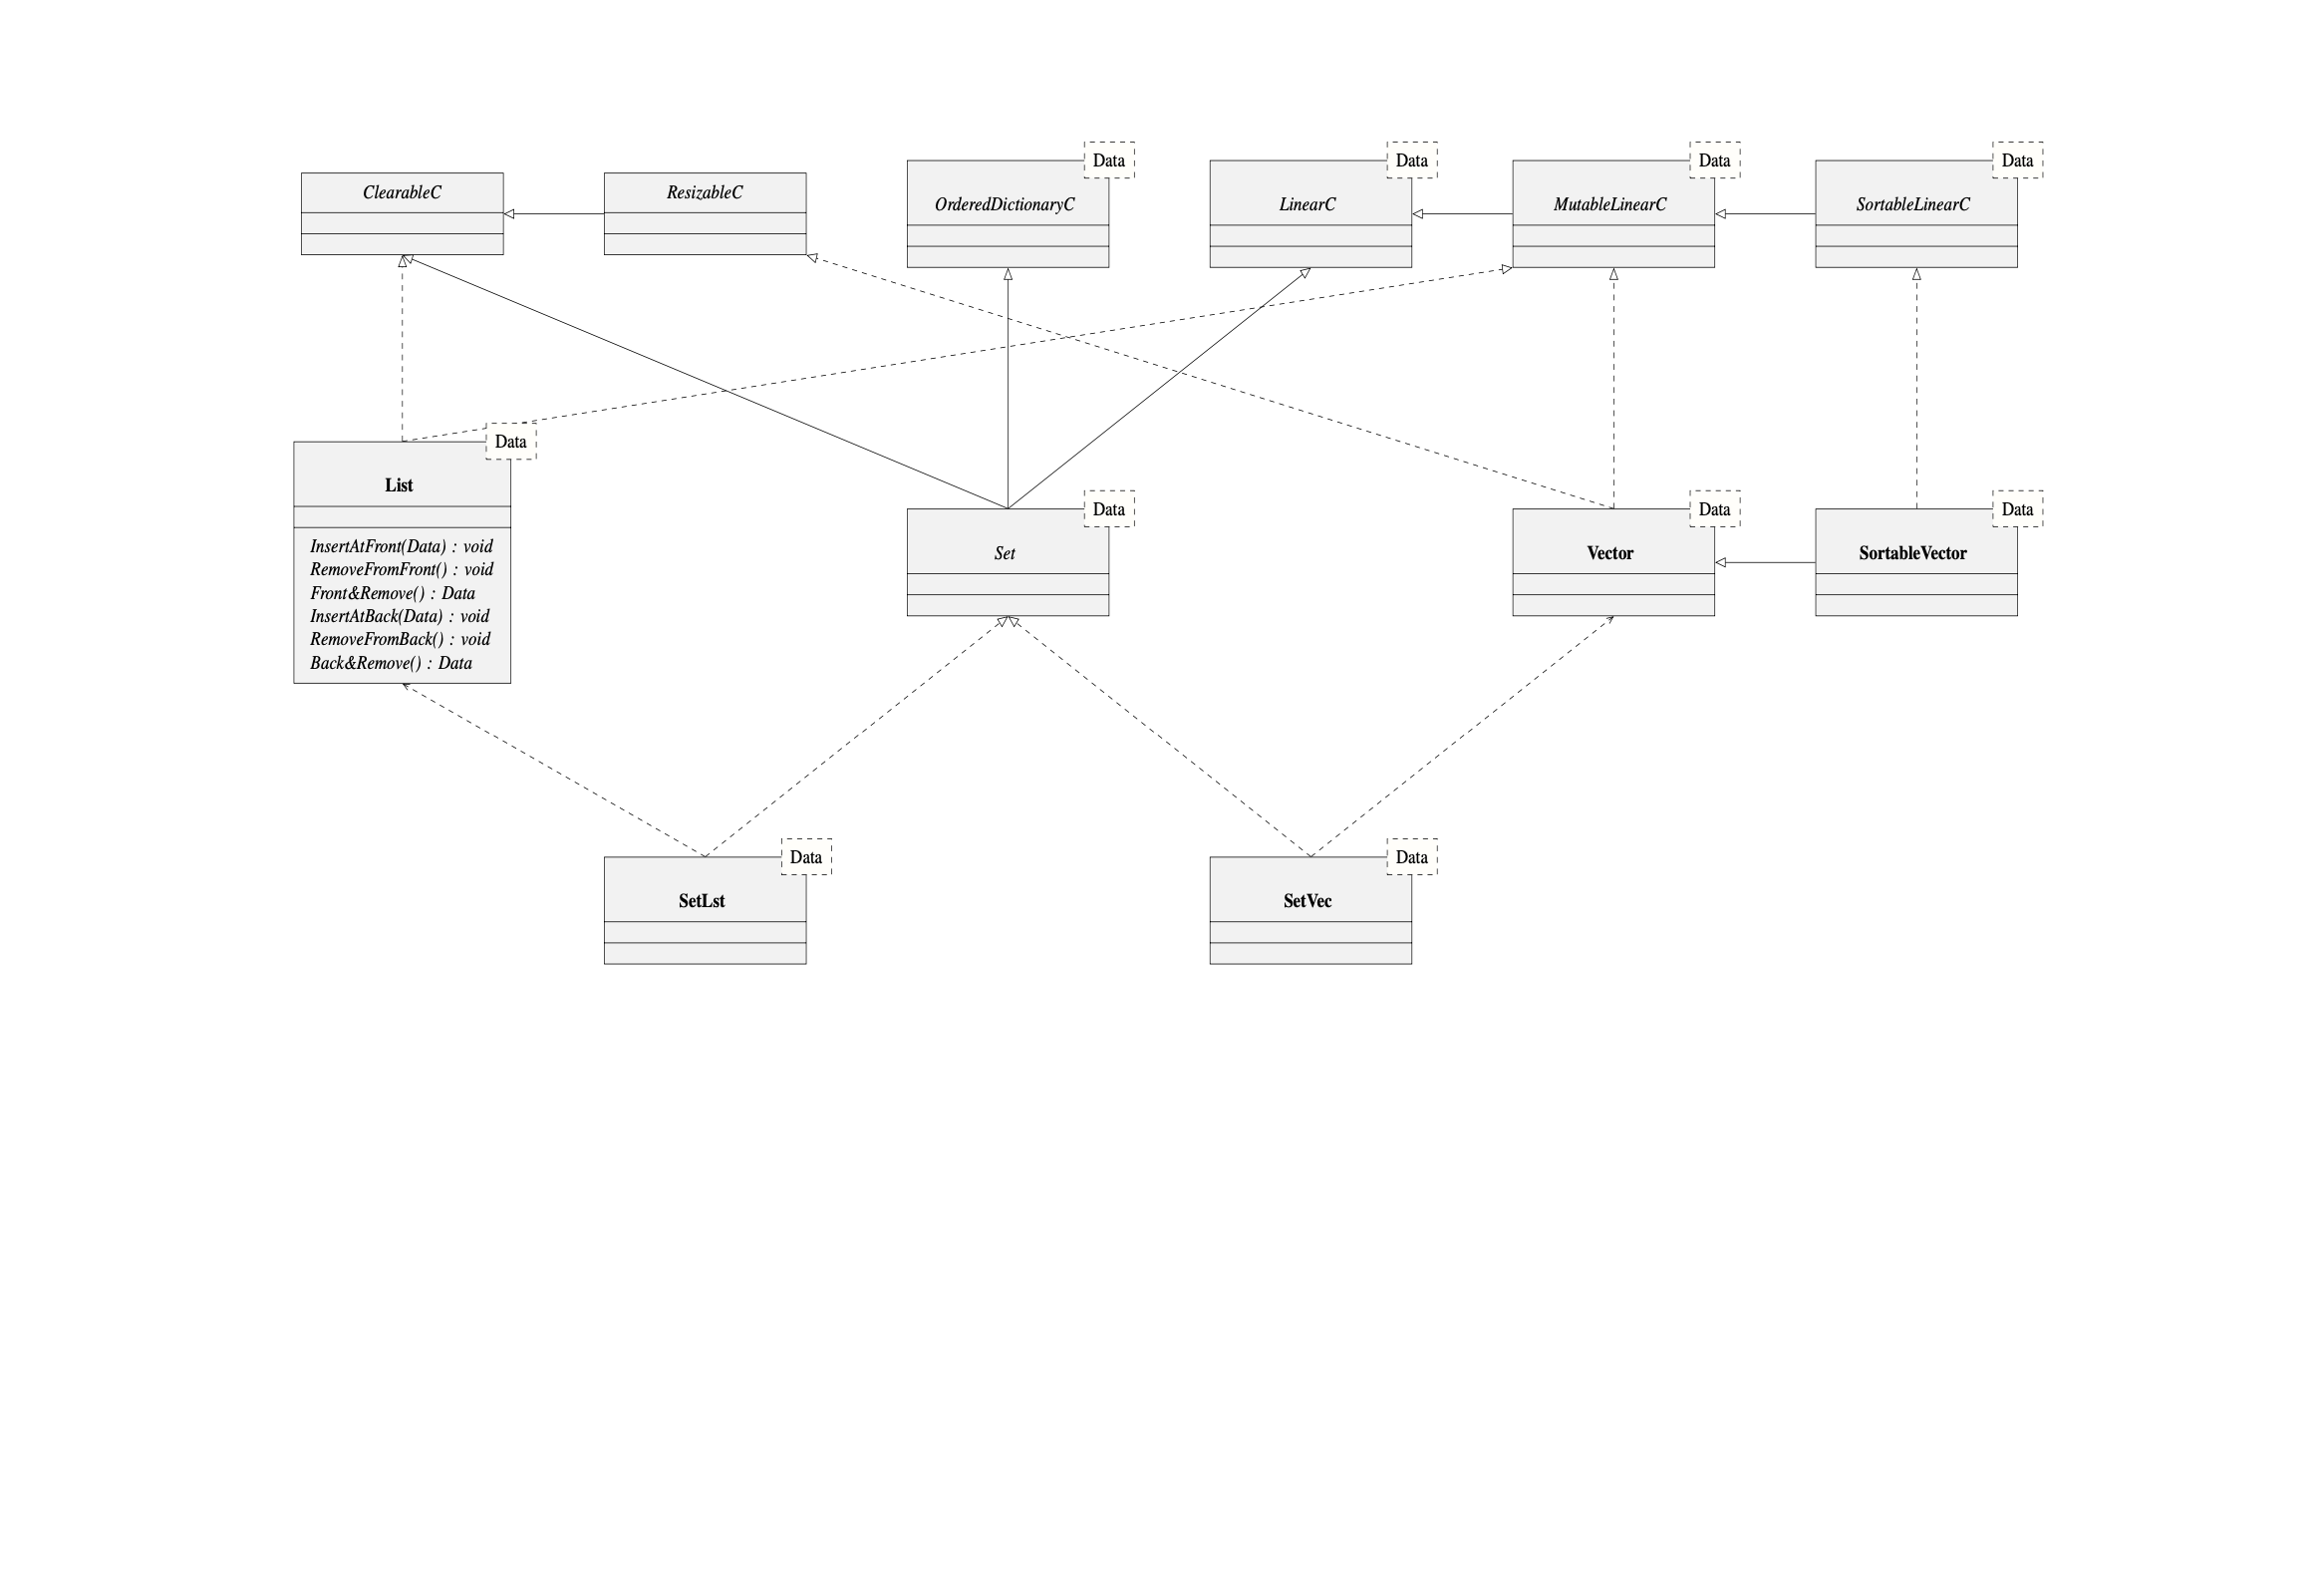 Data
Data
Data
Data
ClearableC
ResizableC
OrderedDictionaryC
LinearC
MutableLinearC
SortableLinearC
Data
List
InsertAtFront(Data) : void
RemoveFromFront() : void
Front&Remove() : Data
InsertAtBack(Data) : void
RemoveFromBack() : void
Back&Remove() : Data
Data
Data
Data
Set
Vector
SortableVector
Data
Data
SetLst
SetVec